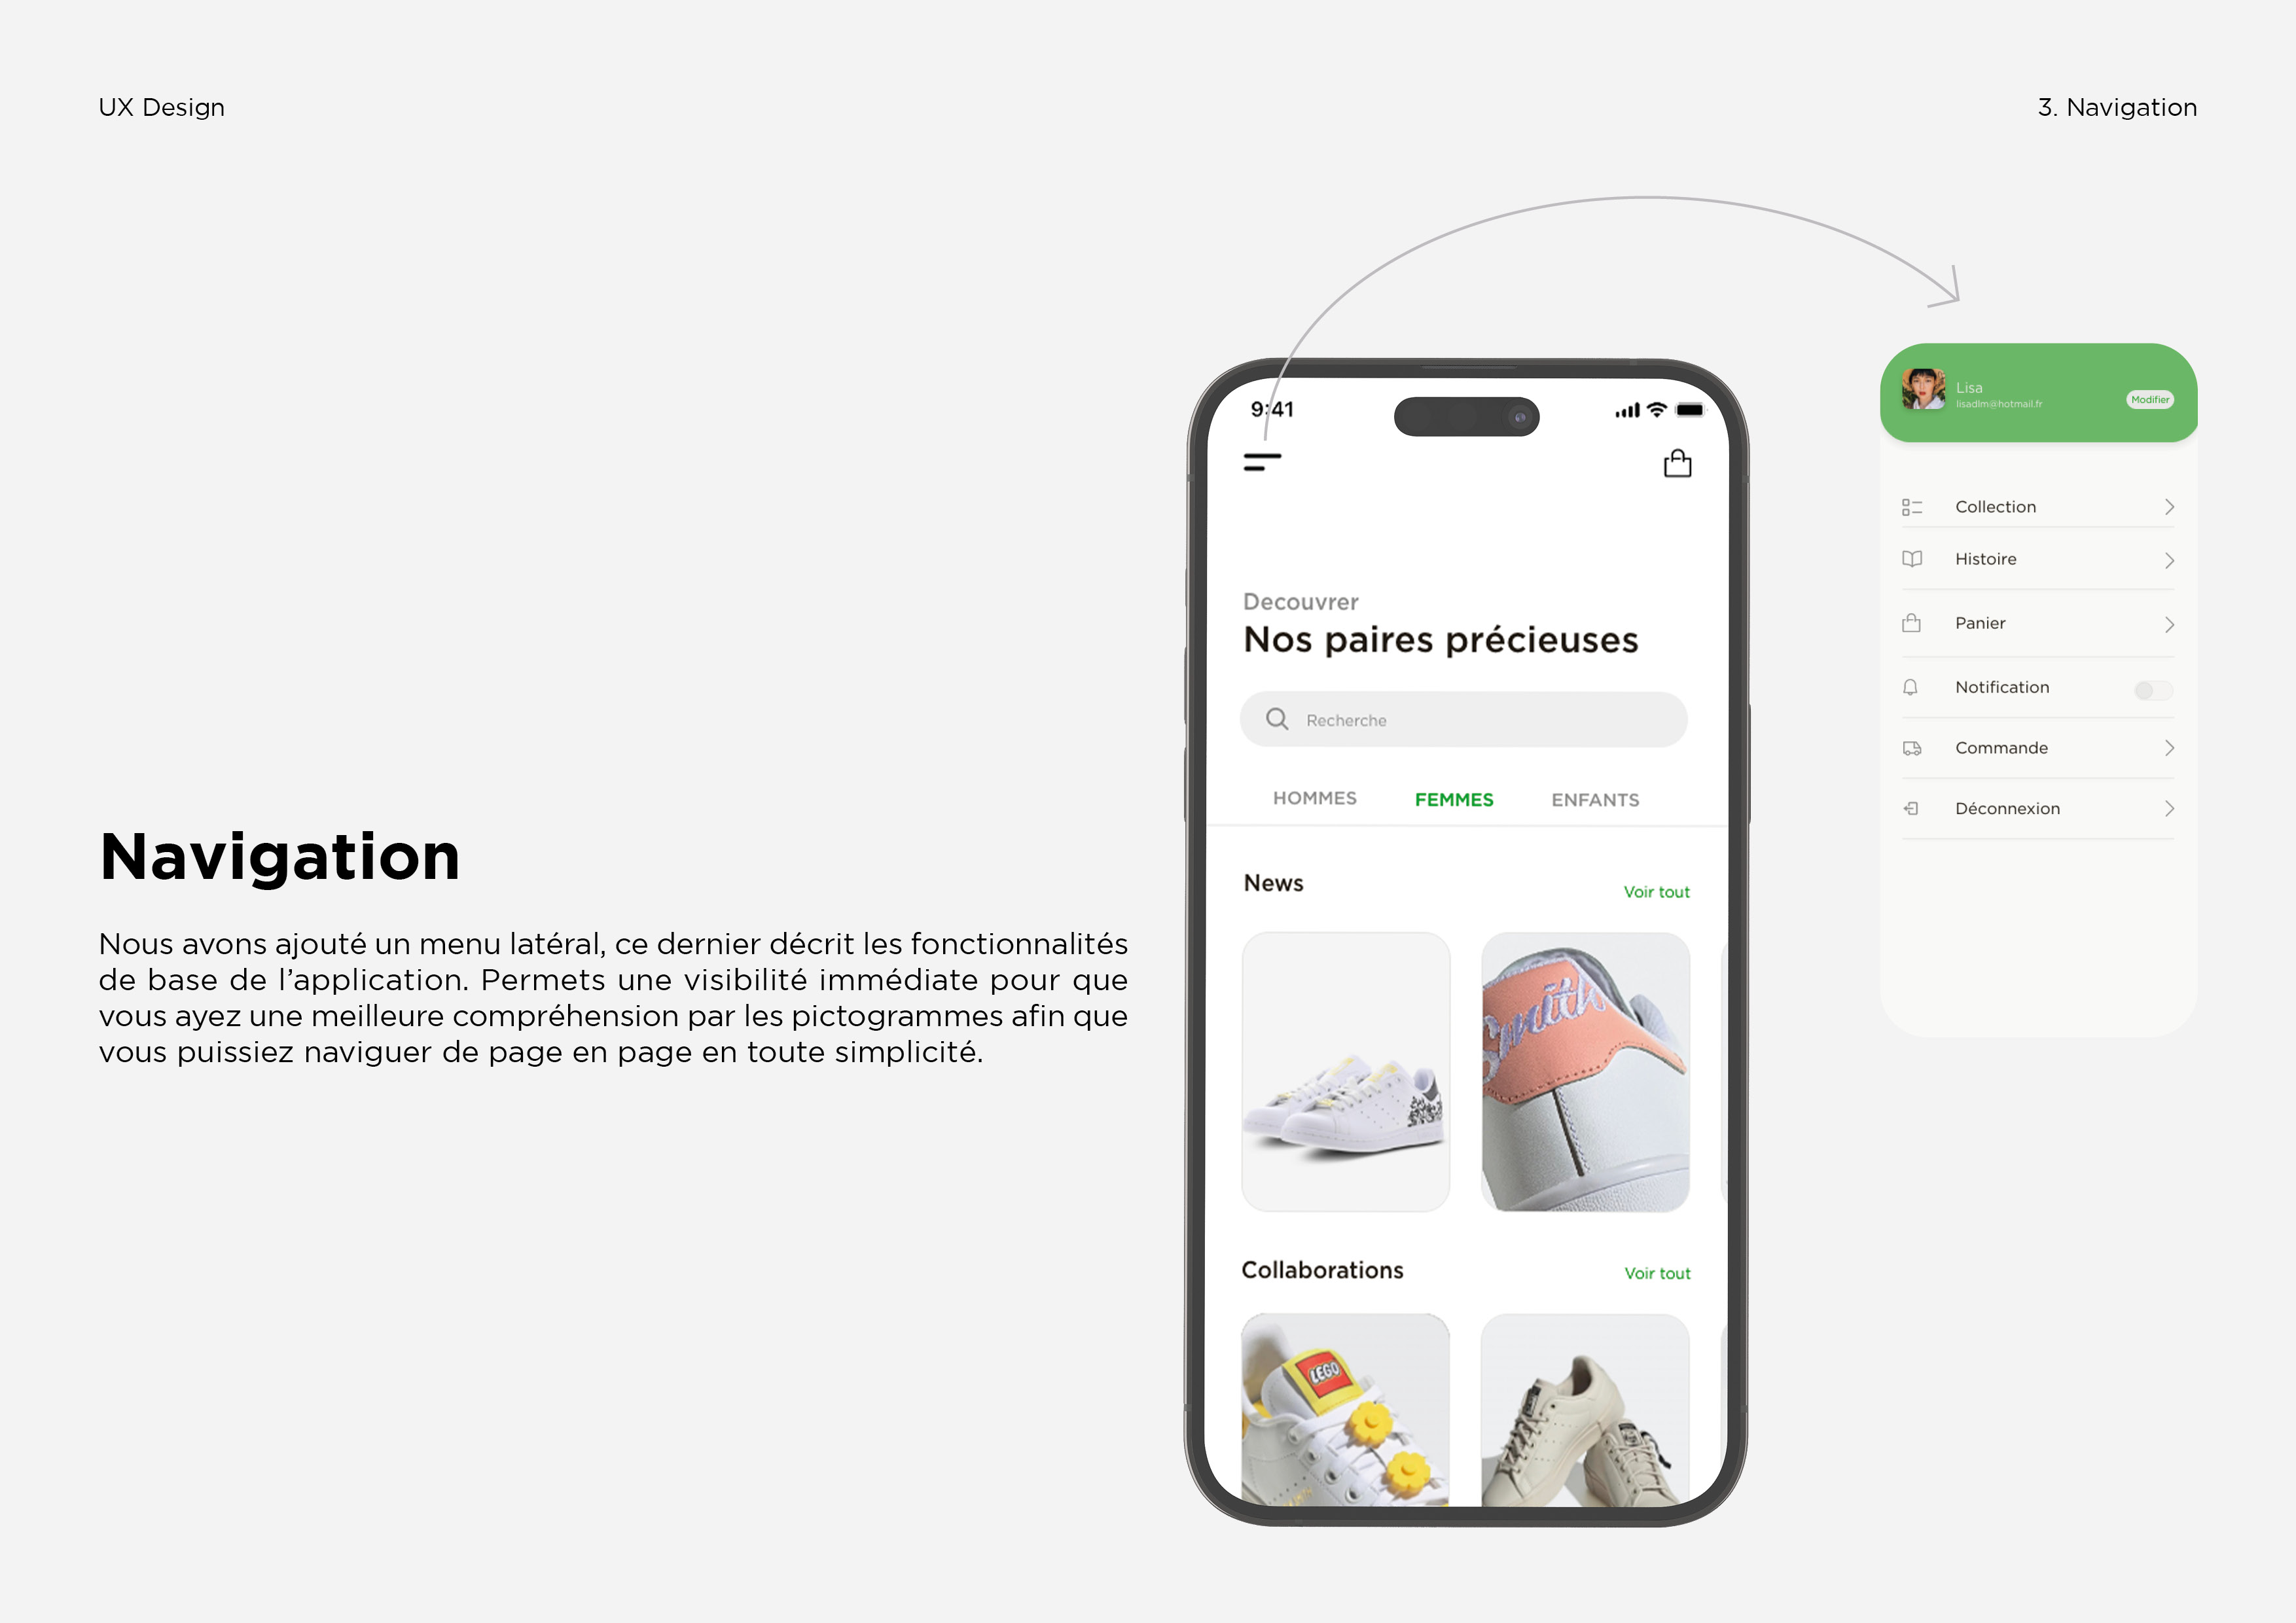 UX Design
3. Navigation
Navigation
Nous avons ajouté un menu latéral, ce dernier décrit les fonctionnalités
de base de l’application. Permets une visibilité immédiate pour que
vous ayez une meilleure compréhension par les pictogrammes afin que
vous puissiez naviguer de page en page en toute simplicité.
9:41
Decouvrer
Nos paires précieuses
Recherche
HOMMES FEMMES ENFANTS
News Voir tout
Smith
Collaborations Voir tout
LEGO
Lisa
lisadlm@hotmail.fr
Modifier
Collection
Histoire
Panier
Notification
Commande
Déconnexion